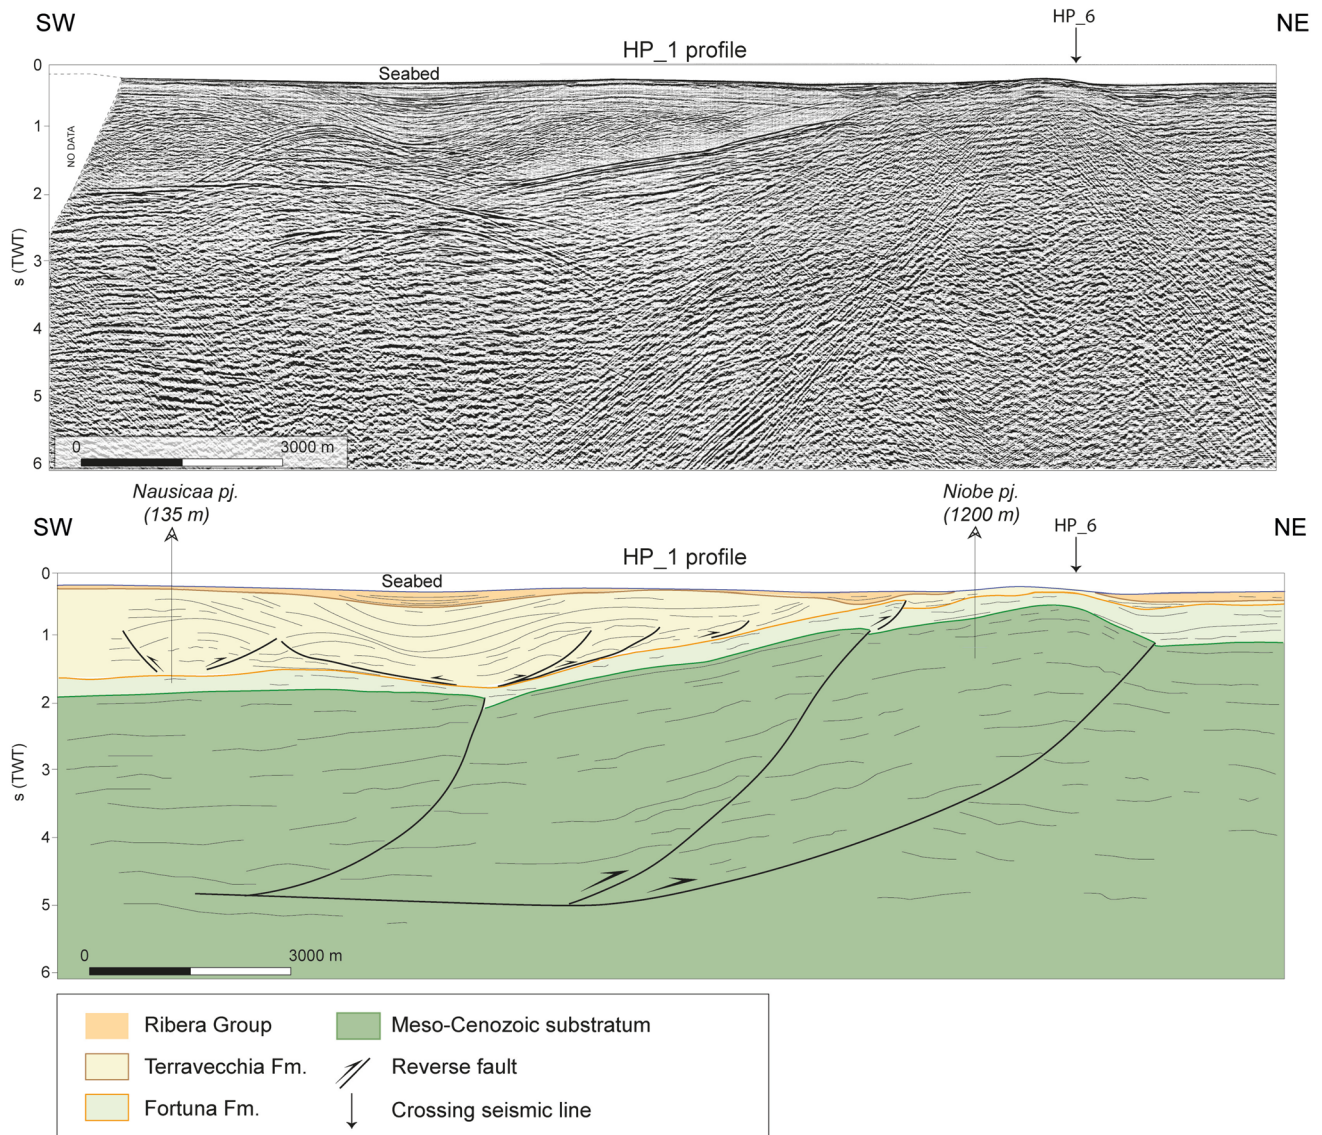 SW
HP_6
NE
HP_1 profile
0
Seabed
1
NO DATA
2
s (TWT)
3
4
5
0 3000 m
6
Nausicaa pj.
(135 m)
Niobe pj.
(1200 m)
SW
HP_6
NE
HP_1 profile
0
Seabed
1
2
s (TWT)
3
4
5
0 3000 m
6
Ribera Group
Meso-Cenozoic substratum
Terravecchia Fm.
Reverse fault
Fortuna Fm.
Crossing seismic line